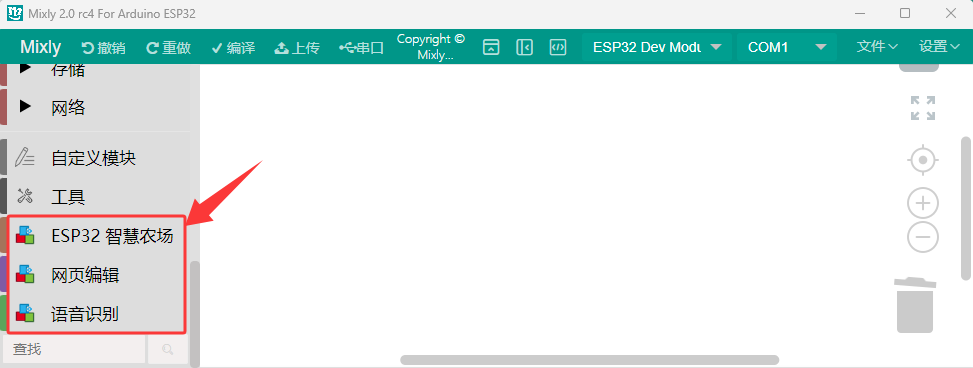 Mixly 2.0 rc4 For Arduino ESP32
Mixly 撤销 重做 编译 上传 串口 Copyright © Mixly... ESP32 Dev Modu COM1 文件 设置
存储
网络
自定义模块
工具
ESP32 智慧农场
网页编辑
语音识别
查找